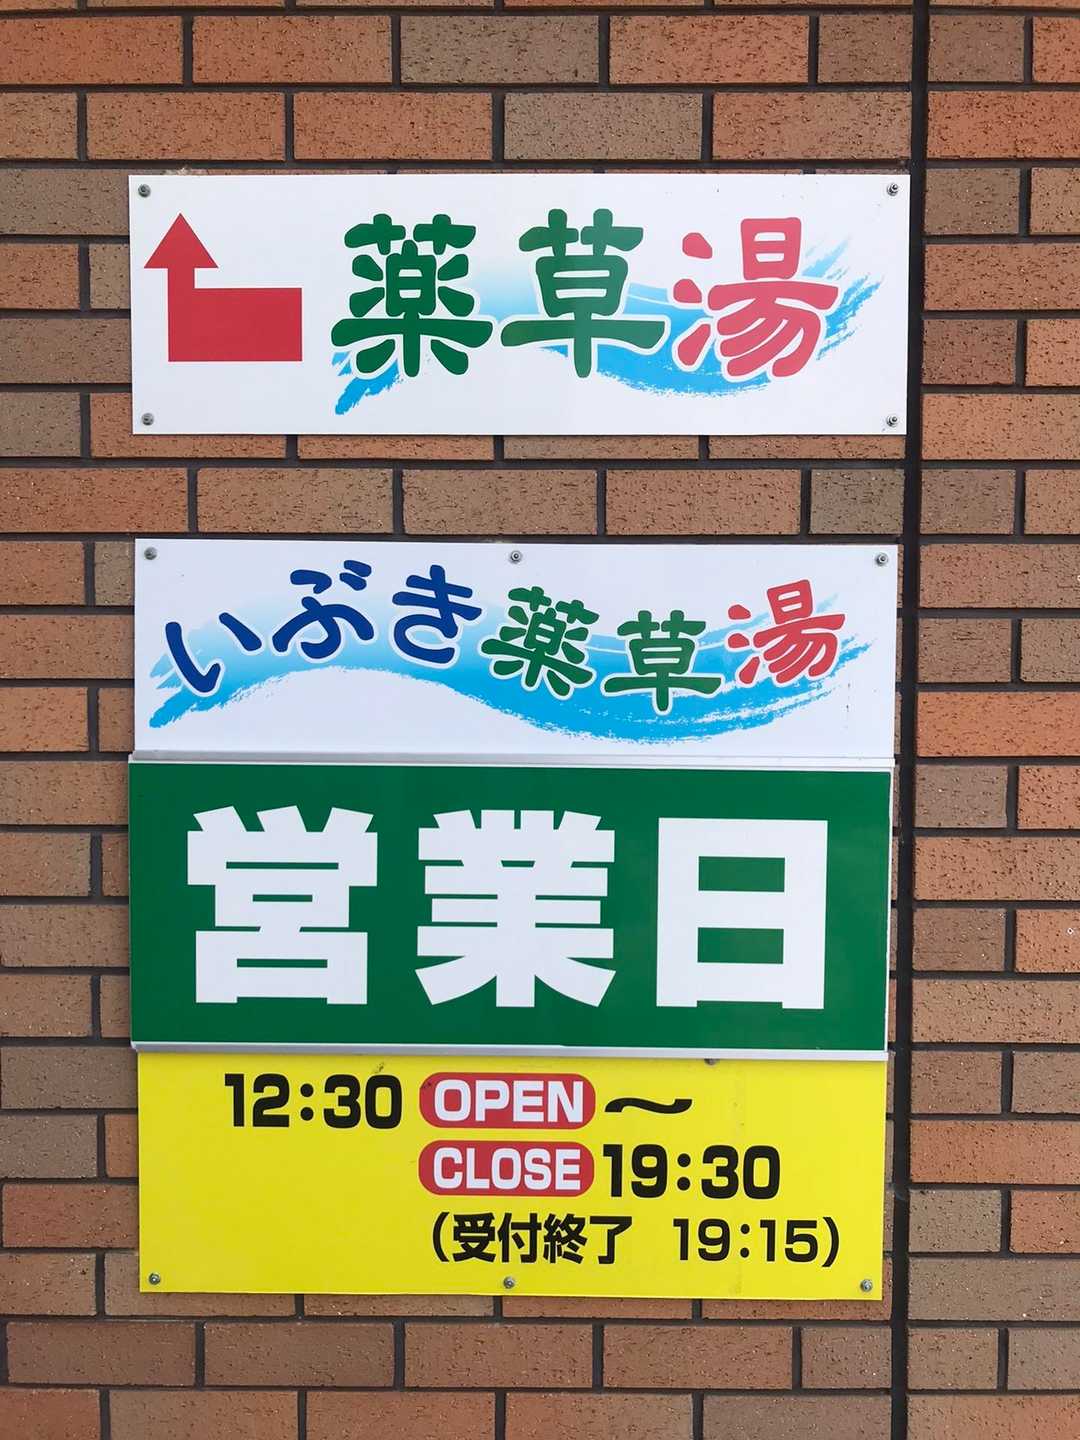 薬草湯
いぶき薬草湯
営業日
12:30 OPEN 〜
CLOSE 19:30
（受付終了 19:15）